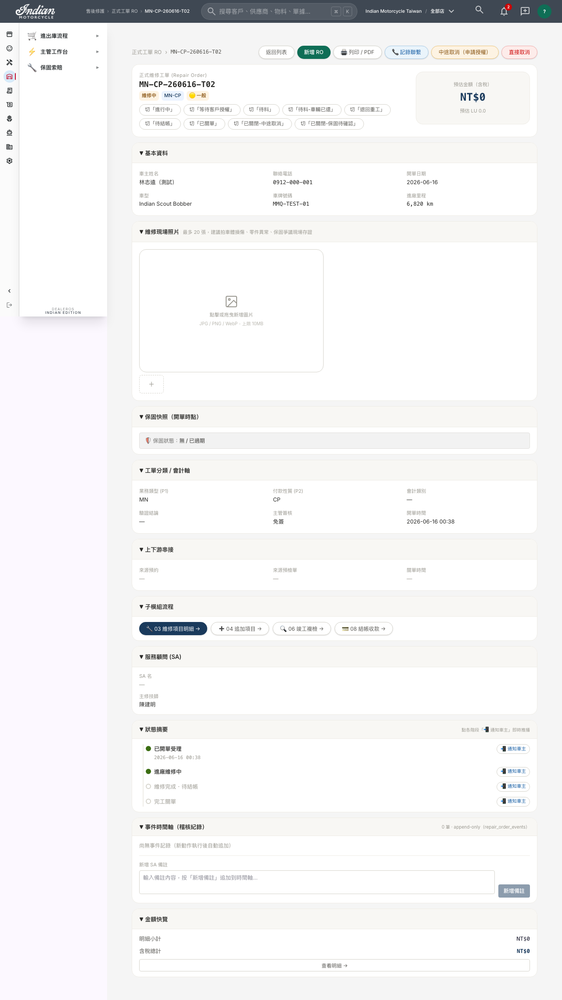 Indian
MOTORCYCLE
售後修護 › 正式工單 RO › MN-CP-260616-T02
搜尋客戶、供應商、物料、單據... ⌘ K
Indian Motorcycle Taiwan / 全部店
2
?
進出庫流程
主管工作台
保固索賠
DEALEROS
INDIAN EDITION
正式工單 RO › MN-CP-260616-T02
返回列表
新增 RO
列印 / PDF
記錄聯繫
中途取消（申請授權）
直接取消
正式維修工單 (Repair Order)
MN-CP-260616-T02
維修中 MN-CP 一般
切「進行中」 切「等待客戶授權」 切「待料」 切「待料-車輛已還」 切「退回重工」
切「待結帳」 切「已關單」 切「已關閉-中途取消」 切「已關閉-保固待確認」
預估金額（含稅）
NT$0
預估 LU 0.0
▼ 基本資料
車主姓名 聯絡電話 開單日期
林志遠（測試） 0912-000-001 2026-06-16
車型 車牌號碼 進廠里程
Indian Scout Bobber MMQ-TEST-01 6,820 km
▼ 維修現場照片 最多 20 張，建議拍車體損傷、零件異常、保固爭議現場存證
點擊或拖曳新增圖片
JPG / PNG / WebP · 上限 10MB
+
▼ 保固快照（開單時點）
保固狀態：無 / 已過期
▼ 工單分類 / 會計軸
業務類型 (P1) 付款性質 (P2) 會計類別
MN CP —
驗證結論 主管簽核 開單時間
— 免簽 2026-06-16 00:38
▼ 上下游串接
來源預約 來源預檢單 關單時間
— — —
▼ 子模組流程
03 維修項目明細 → 04 追加項目 → 06 竣工複檢 → 08 結帳收款 →
▼ 服務顧問 (SA)
SA 名
—
主修技師
陳建明
▼ 狀態摘要 點各階段「📲 通知車主」即時推播
已開單受理 通知車主
2026-06-16 00:38
進廠維修中 通知車主
維修完成 · 待結帳 通知車主
完工關單 通知車主
▼ 事件時間軸（稽核紀錄） 0 筆 · append-only（repair_order_events）
尚無事件記錄（新動作執行後自動追加）
新增 SA 備註
輸入備註內容，按「新增備註」追加到時間軸...
新增備註
▼ 金額快覽
明細小計 NT$0
含稅總計 NT$0
查看明細 →